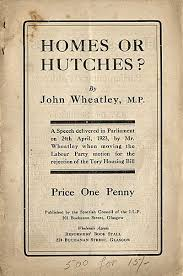 HOMES OR
HUTCHES?
By
John Wheatley, M.P.
A Speech delivered in Parliament
on 24th April, 1923, by Mr.
Wheatley when moving the
Labour Party motion for the
rejection of the Tory Housing Bill
Price One Penny
Published by the Scottish Council of the I.L.P.
201 Buchanan Street, Glasgow
Wholesale Agents
REFORMERS' BOOK STALL
223 BUCHANAN STREET, GLASGOW
500 for 15/-